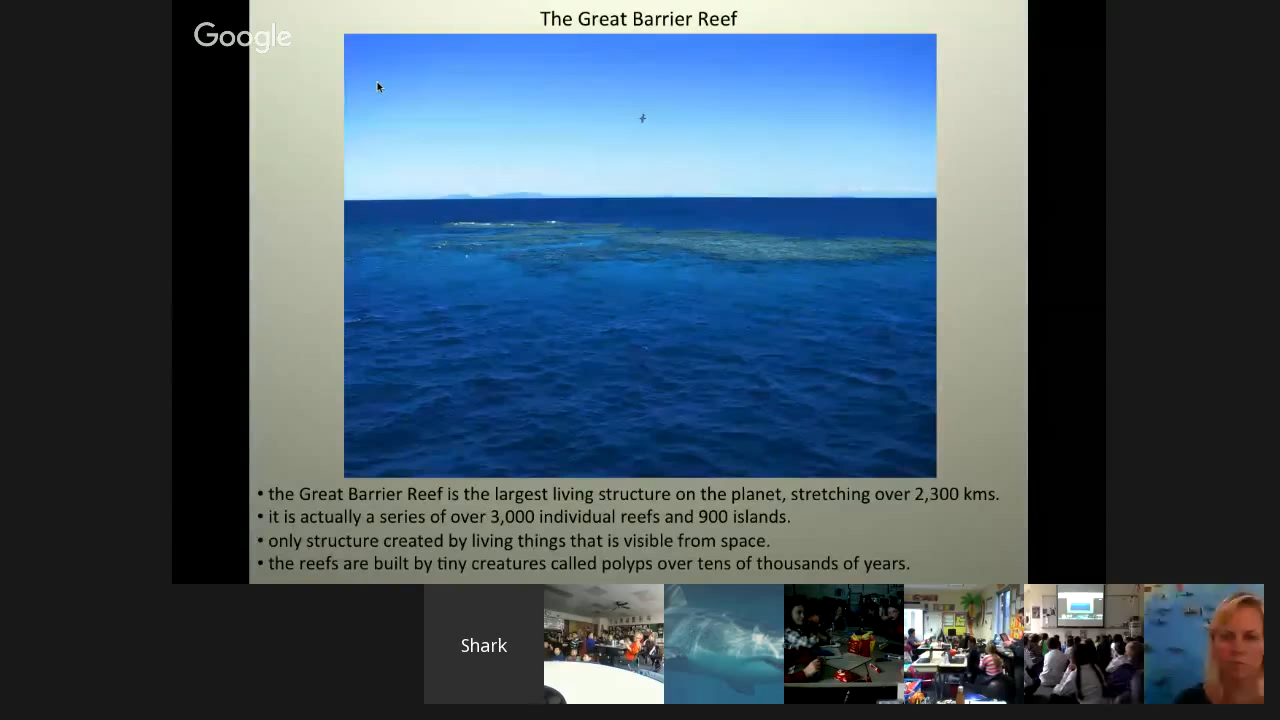 The Great Barrier Reef
Google
• the Great Barrier Reef is the largest living structure on the planet, stretching over 2,300 kms.
• it is actually a series of over 3,000 individual reefs and 900 islands.
• only structure created by living things that is visible from space.
• the reefs are built by tiny creatures called polyps over tens of thousands of years.
Shark